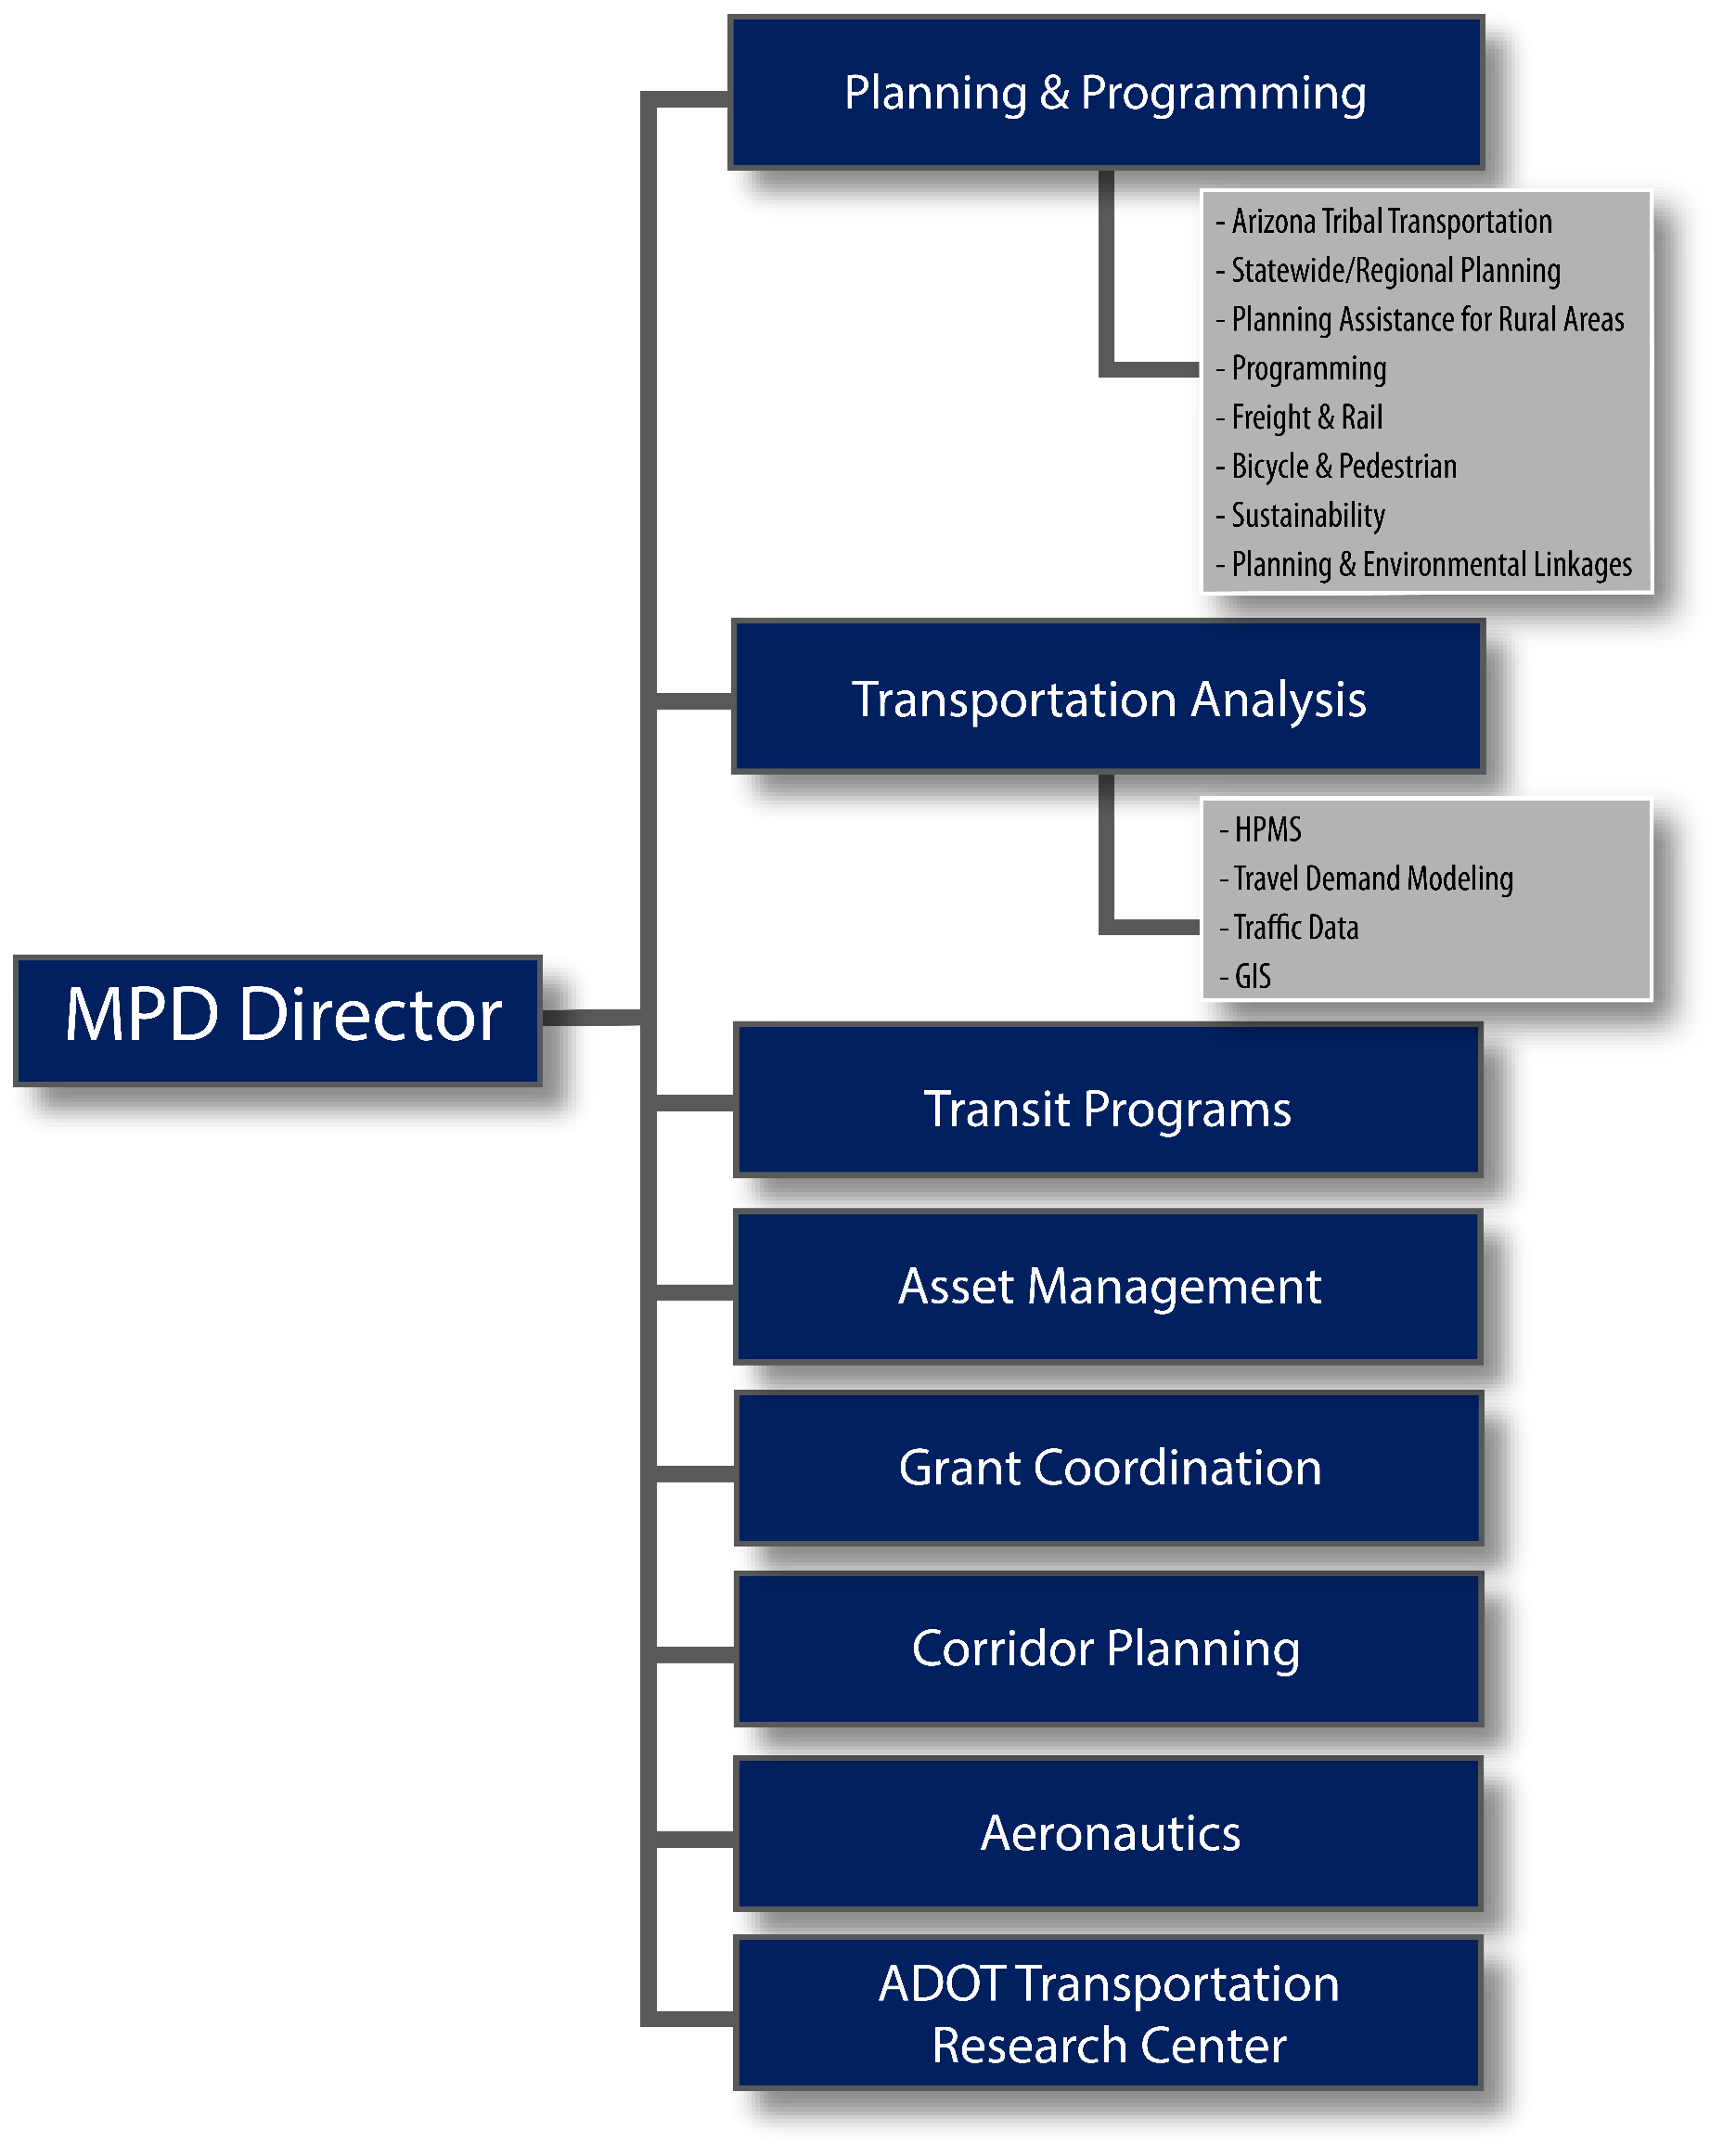 Planning & Programming
- Arizona Tribal Transportation
- Statewide/Regional Planning
- Planning Assistance for Rural Areas
- Programming
- Freight & Rail
- Bicycle & Pedestrian
- Sustainability
- Planning & Environmental Linkages
Transportation Analysis
- HPMS
- Travel Demand Modeling
- Traffic Data
- GIS
MPD Director
Transit Programs
Asset Management
Grant Coordination
Corridor Planning
Aeronautics
ADOT Transportation
Research Center